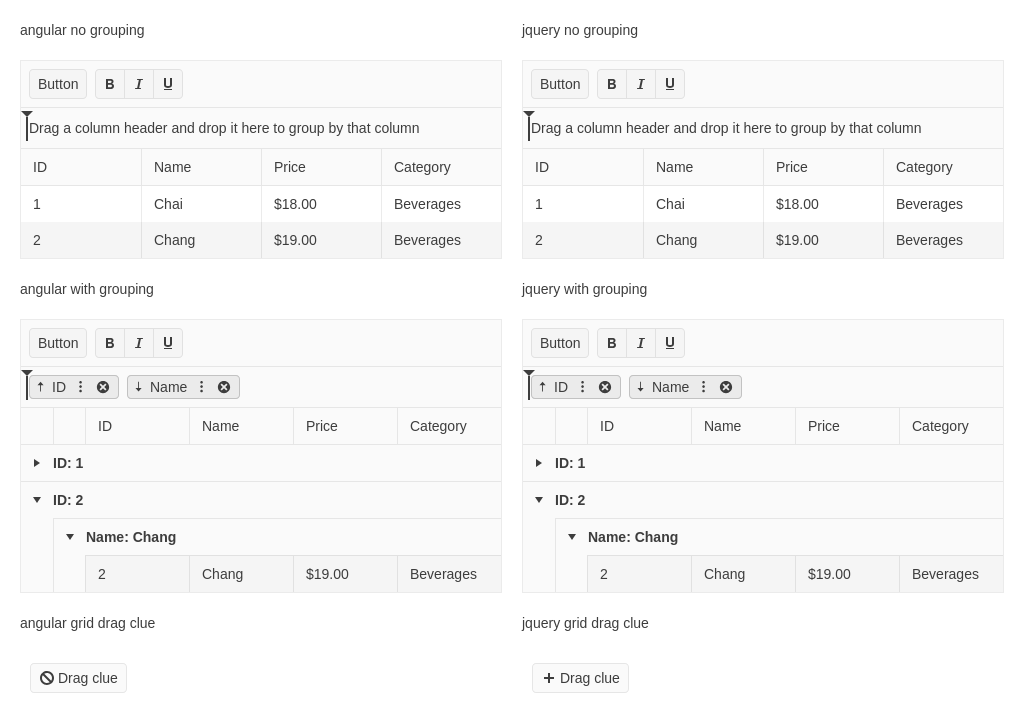 angular no grouping
Button B I U
Drag a column header and drop it here to group by that column
ID Name Price Category
1 Chai $18.00 Beverages
2 Chang $19.00 Beverages
jquery no grouping
Button B I U
Drag a column header and drop it here to group by that column
ID Name Price Category
1 Chai $18.00 Beverages
2 Chang $19.00 Beverages
angular with grouping
Button B I U
ID Name
ID Name Price Category
ID: 1
ID: 2
Name: Chang
2 Chang $19.00 Beverages
jquery with grouping
Button B I U
ID Name
ID Name Price Category
ID: 1
ID: 2
Name: Chang
2 Chang $19.00 Beverages
angular grid drag clue
Drag clue
jquery grid drag clue
Drag clue